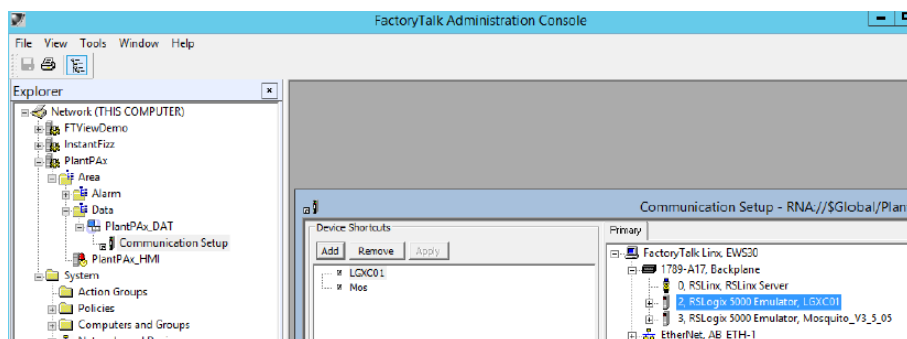 FactoryTalk Administration Console
File View Tools Window Help
Explorer
Network (THIS COMPUTER)
FTViewDemo
InstantFizz
PlantPAx
Area
Alarm
Data
PlantPAx_DAT
Communication Setup
PlantPAx_HMI
System
Action Groups
Policies
Computers and Groups
Communication Setup - RNA://$Global/Plan
Device Shortcuts
Add Remove Apply
LGXC01
Mos
Primary
FactoryTalk Linx, EWS30
1789-A17, Backplane
0, RSLinx, RSLinx Server
2, RSLogix 5000 Emulator, LGXC01
3, RSLogix 5000 Emulator, Mosquito_V3_5_05
EtherNet, AB_ETH-1